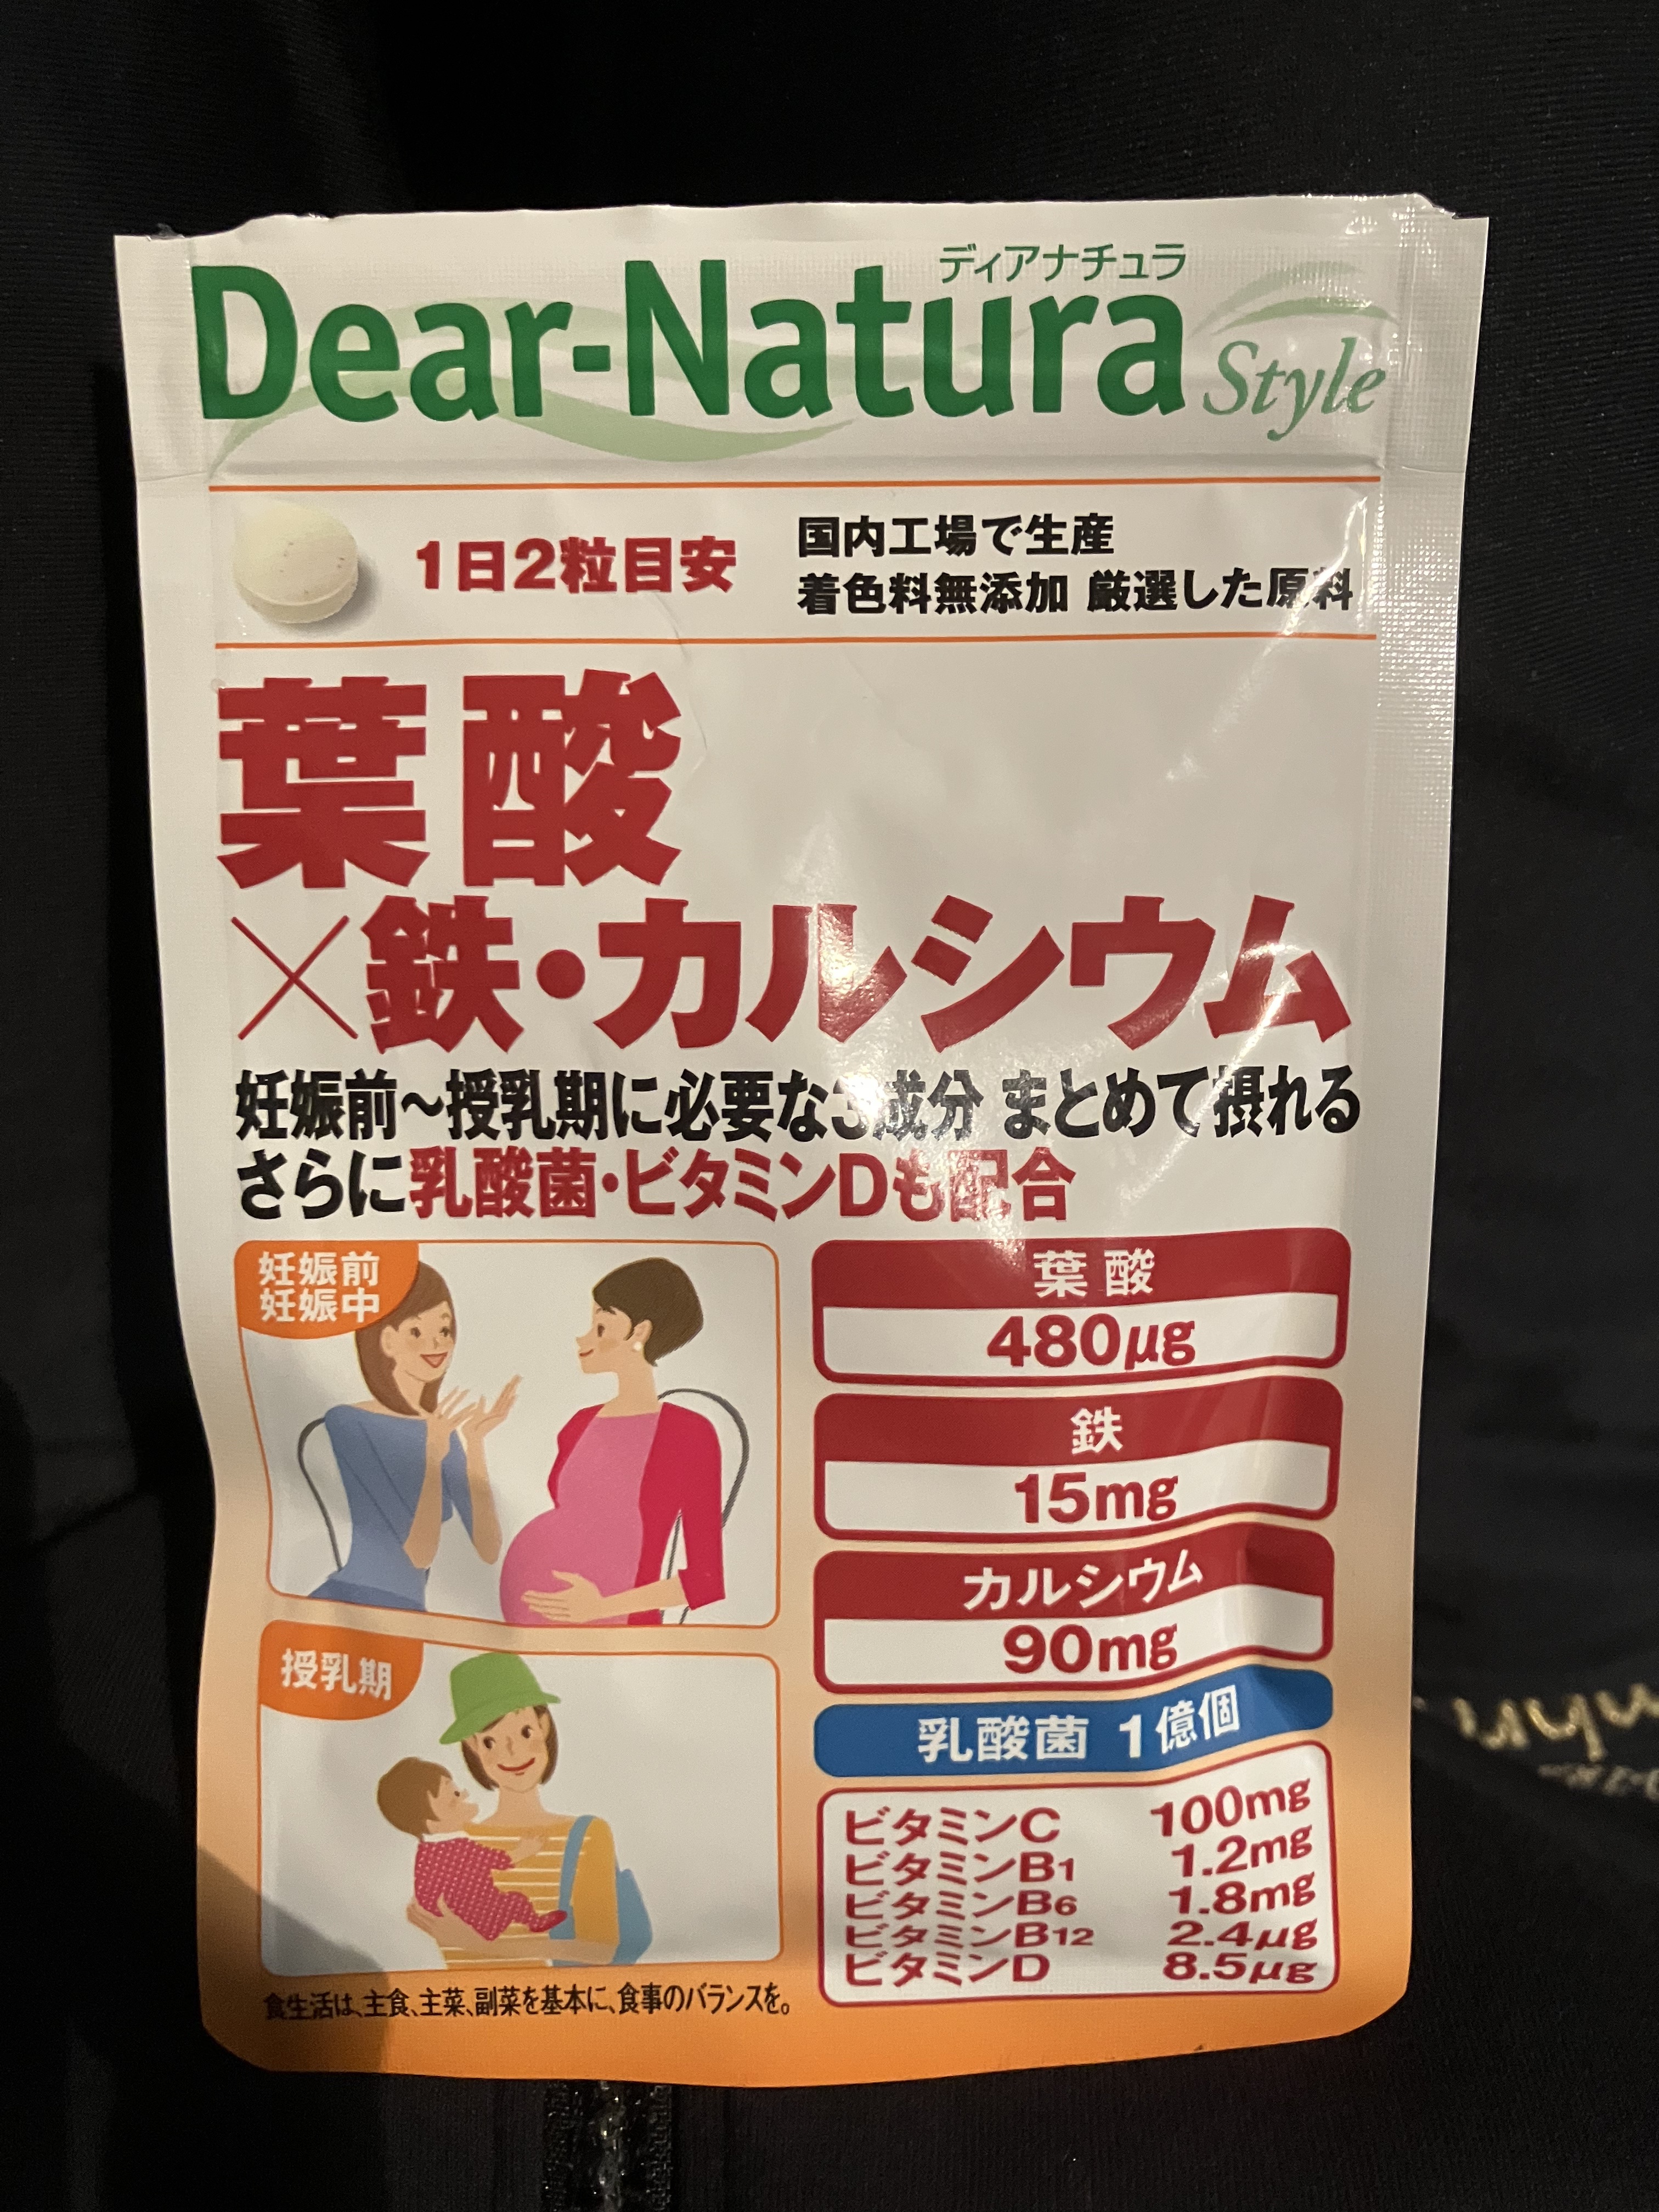 ディアナチュラ
Dear-Natura Style
1日2粒目安
国内工場で生産
着色料無添加 厳選した原料
葉酸
×鉄・カルシウム
妊娠前～授乳期に必要な3成分 まとめて摂れる
さらに乳酸菌・ビタミンDも配合
妊娠前
妊娠中
授乳期
食生活は、主食、主菜、副菜を基本に、食事のバランスを。
葉酸
480μg
鉄
15mg
カルシウム
90mg
乳酸菌 1億個
ビタミンC 100mg
ビタミンB1 1.2mg
ビタミンB6 1.8mg
ビタミンB12 2.4μg
ビタミンD 8.5μg